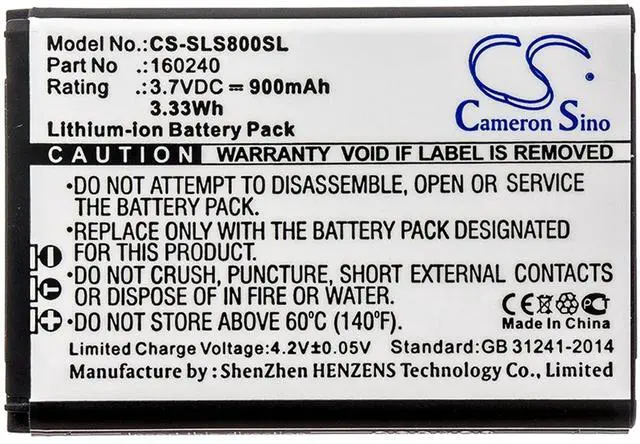 Model No.:CS-SLS800SL
Part No .:160240
Rating .:3.7VDC⎓900mAh
3.33Wh
Lithium-ion Battery Pack
CS
Cameron Sino
CAUTION WARRANTY VOID IF LABEL IS REMOVED
•DO NOT ATTEMPT TO DISASSEMBLE, OPEN OR SERVICE
THE BATTERY PACK.
•RECHARGE ONLY WITH THE BATTERY PACK DESIGNATED
FOR THIS PRODUCT.
•DO NOT CRUSH, PUNCTURE, SHORT EXTERNAL CONTACTS
OR DISPOSE OF IN FIRE OR WATER.
•DO NOT STORE ABOVE 60°C (140°F).
- T +
CE
Made In China
Limited Charge Voltage:4.2V±0.05V Standard:GB 31241-2014
Manufacturer: ShenZhen HENZENS Technology Co.,Limited